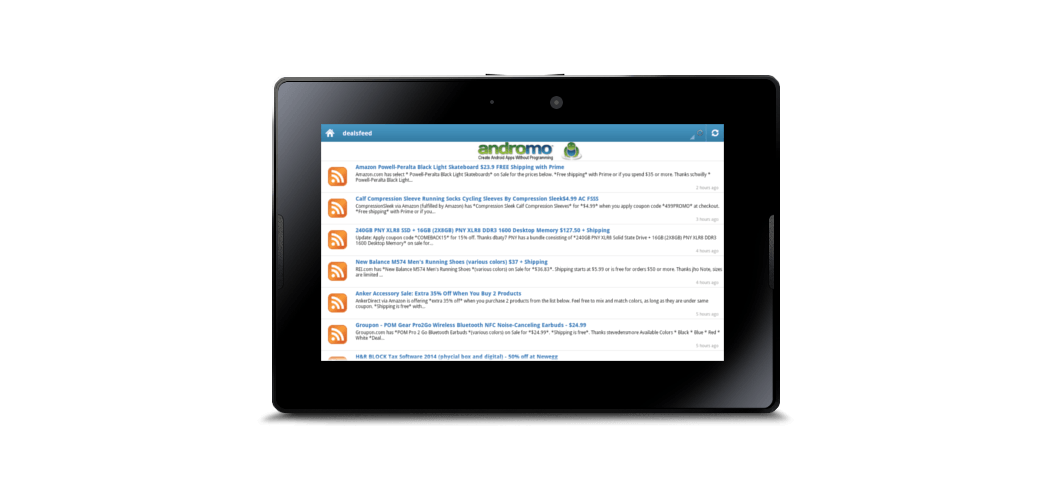 dealsfeed
andromo
Create Android Apps Without Programming
Amazon Powell-Peralta Black Light Skateboard $23.9 FREE Shipping with Prime
Amazon.com has select * Powell-Peralta Black Light Skateboards* on Sale for the prices below. *Free shipping* with Prime or if you spend $35 or more. Thanks schedily *
Powell-Peralta Black Light...
2 hours ago
Calf Compression Sleeve Running Socks Cycling Sleeves By Compression Sleek$4.99 AC FSSS
CompressionSleek via Amazon (fulfilled by Amazon) has *Compression Sleek Calf Compression Sleeves* for *$4.99* when you apply coupon code *499PROMO* at checkout.
*Free shipping* with Prime or if you...
3 hours ago
240GB PNY XLR8 SSD + 16GB (2X8GB) PNY XLR8 DDR3 1600 Desktop Memory $127.50 + Shipping
Update: Apply coupon code *COMEBACK15* for 15% off. Thanks dbaty7 PNY has a bundle consisting of *240GB PNY XLR8 Solid State Drive + 16GB (2X8GB) PNY XLR8 DDR3
1600 Desktop Memory* on sale for...
4 hours ago
New Balance M574 Men's Running Shoes (various colors) $37 + Shipping
REI.com has *New Balance M574 Men's Running Shoes *(various colors) on Sale for *$36.83*. Shipping starts at $5.99 or is free for orders $50 or more. Thanks Jho Note, sizes
are limited ...
4 hours ago
Anker Accessory Sale: Extra 35% Off When You Buy 2 Products
AnkerDirect via Amazon is offering *extra 35% off* when you purchase 2 products from the list below. Feel free to mix and match colors, as long as they are under same
coupon. *Shipping is free* with...
5 hours ago
Groupon - POM Gear Pro2Go Wireless Bluetooth NFC Noise-Canceling Earbuds - $24.99
Groupon.com has *POM Pro 2 Go Bluetooth Earbuds *(various colors) on Sale for *$24.99*. *Shipping is free*. Thanks stewdenomore Available Colors * Black * Blue * Red *
White *Deal...
5 hours ago
H&R BLOCK Tax Software 2014 (physical box and digital) - 50% off at Newegg